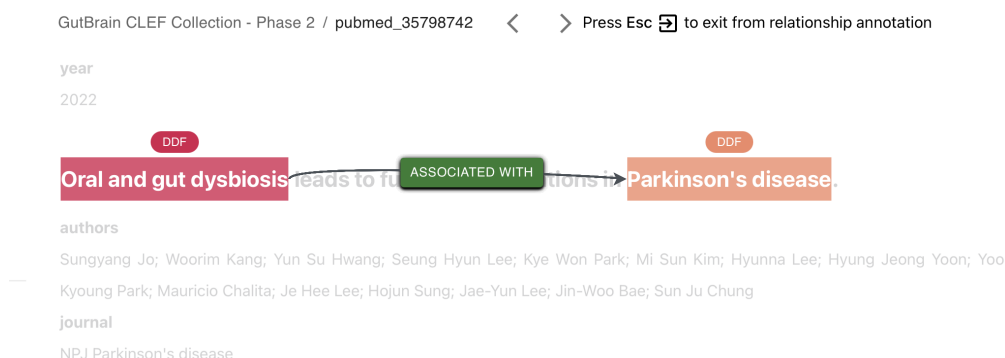 GutBrain CLEF Collection - Phase 2 / pubmed_35798742 Press Esc to exit from relationship annotation
year
2022
DDF DDF
Oral and gut dysbiosis leads to fu ASSOCIATED WITH tions in Parkinson's disease.
authors
Sungyang Jo; Woorim Kang; Yun Su Hwang; Seung Hyun Lee; Kye Won Park; Mi Sun Kim; Hyunna Lee; Hyung Jeong Yoon; Yoo
Kyoung Park; Mauricio Chalita; Je Hee Lee; Hojun Sung; Jae-Yun Lee; Jin-Woo Bae; Sun Ju Chung
journal
NPJ Parkinson's disease